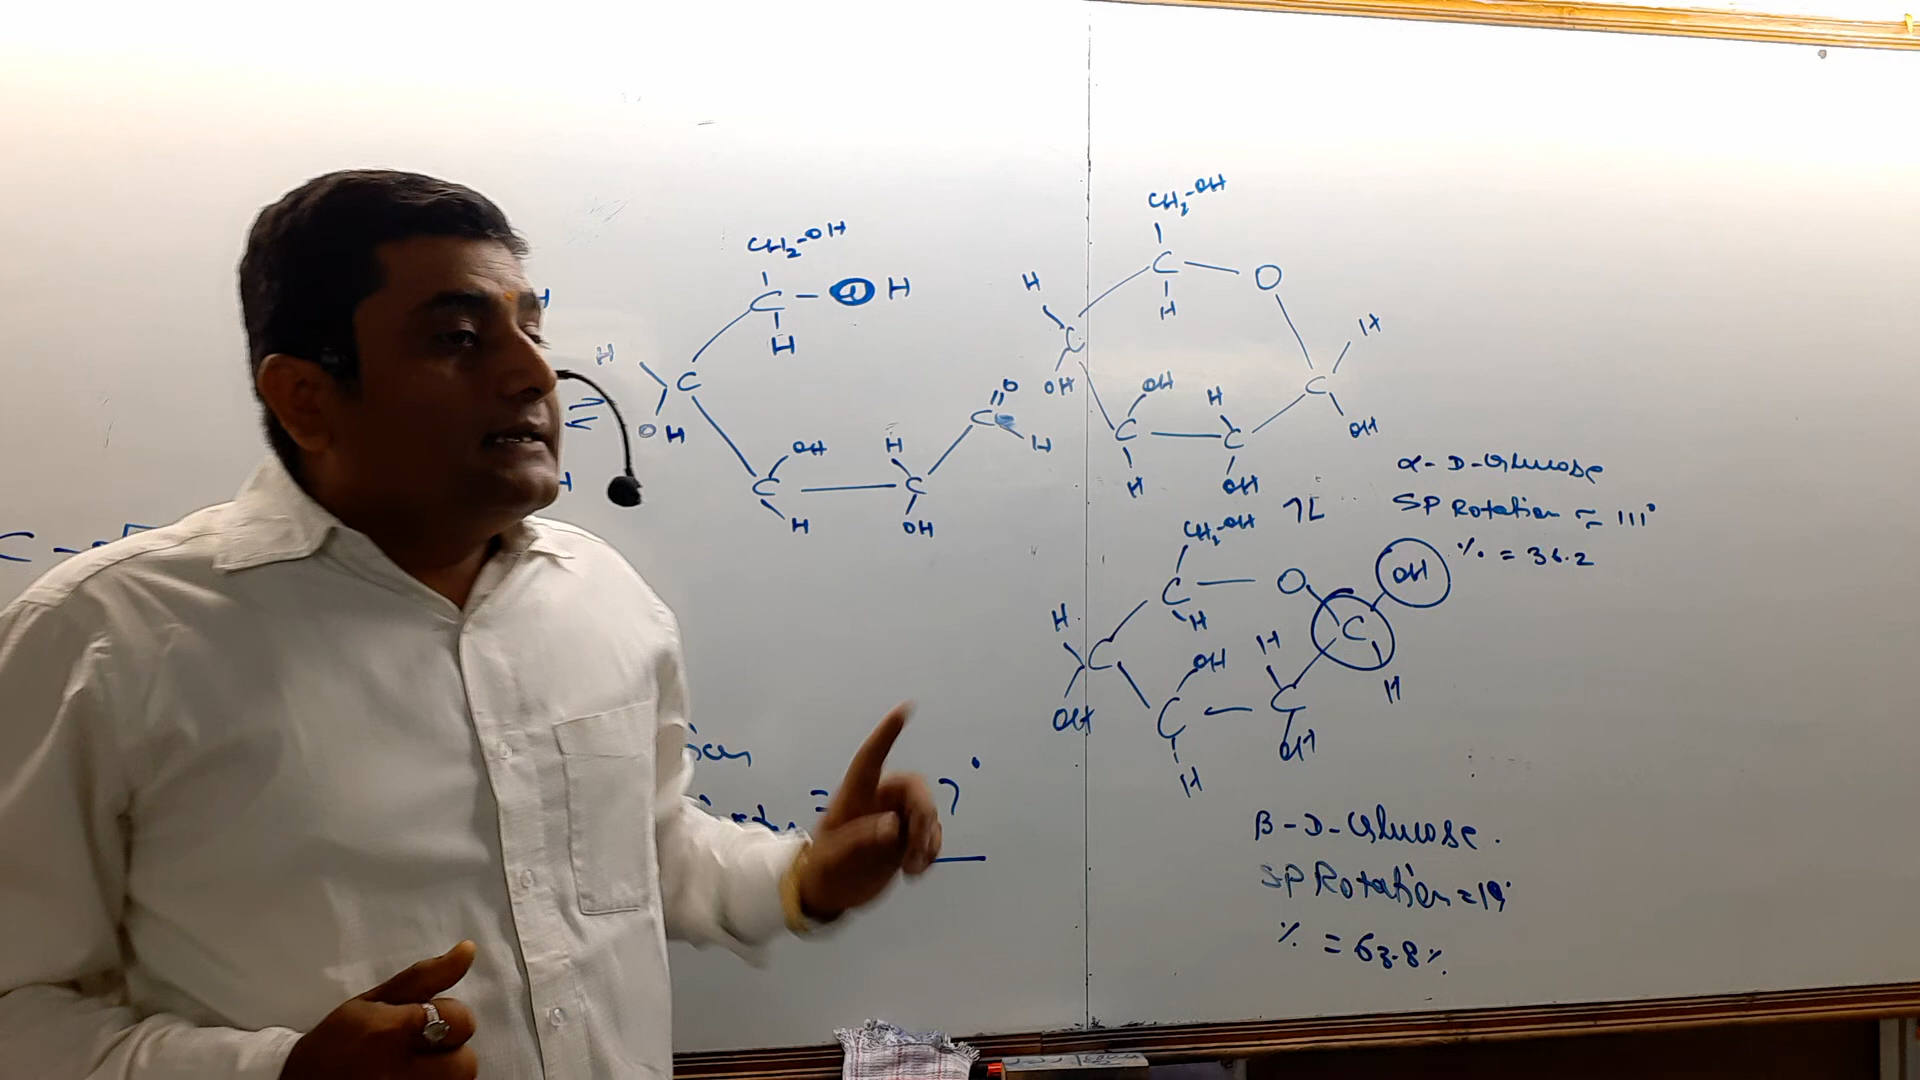 CH₂-OH
C - O H
H
H
C
OH
⇌
OH
C
H
H
C
OH
O
C
H
CH₂-OH
C
O
H
H
C
OH
OH
C
H
H
C
OH
H
C
OH
α-D-Glucose
SP Rotation = 111°
% = 36.2
CH₂-OH
C
O
H
H
C
OH
OH
C
H
H
C
OH
OH
C
H
β-D-Glucose.
SP Rotation = 19°
% = 63.8%